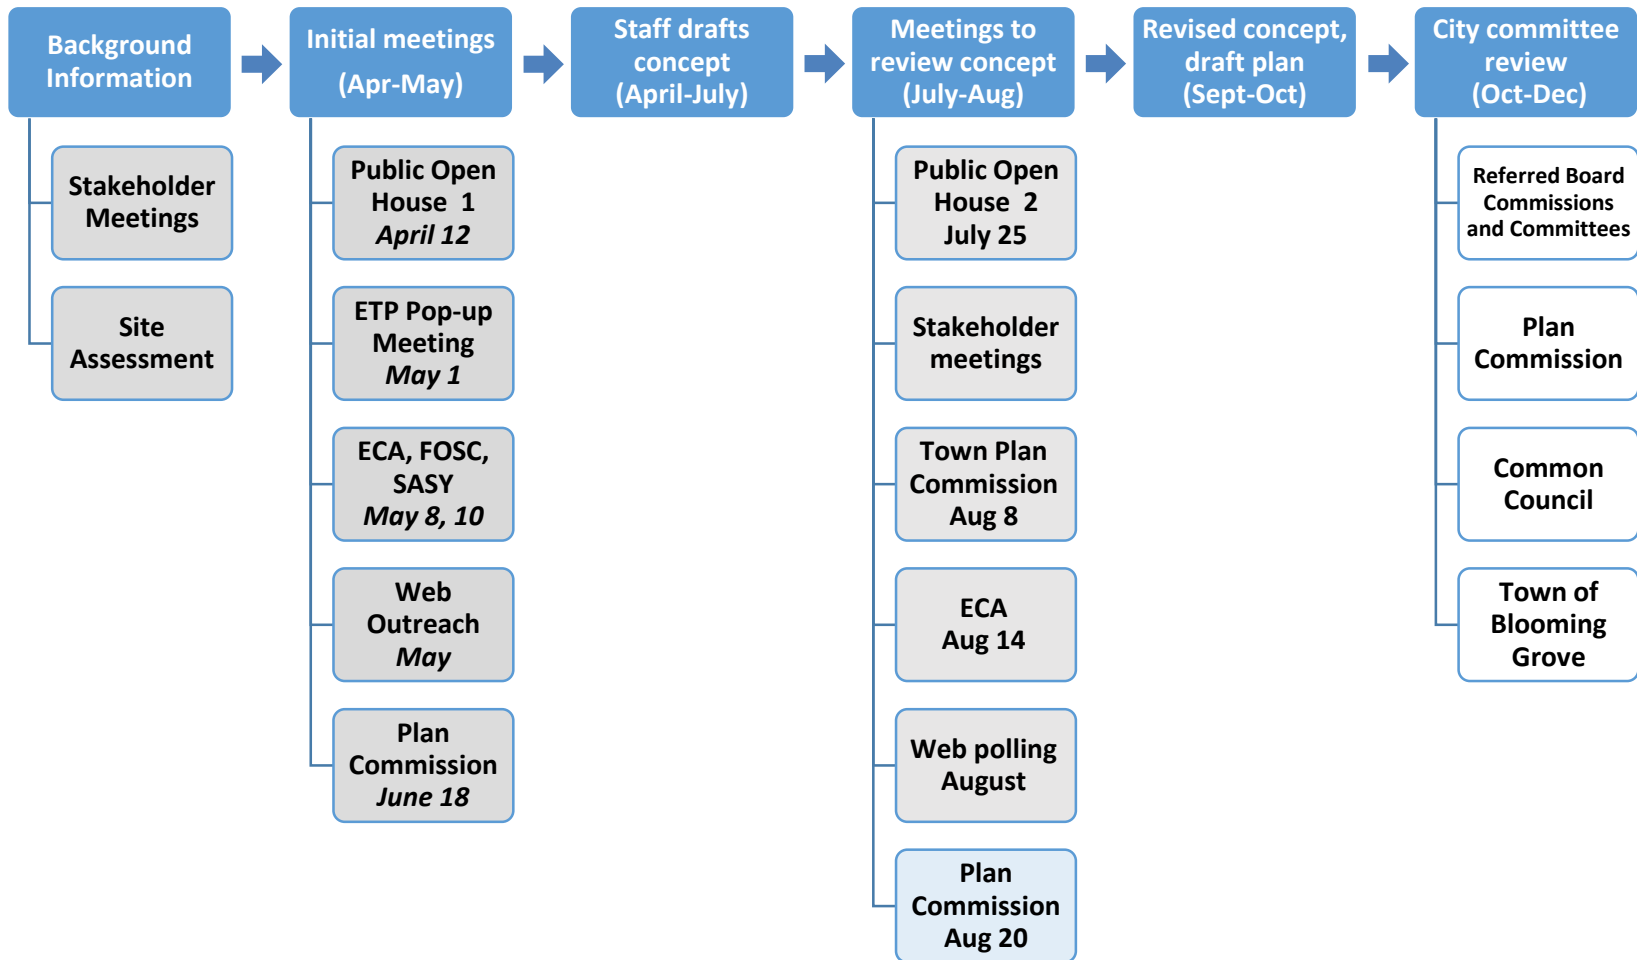 Background
Information
Stakeholder
Meetings
Site
Assessment
Initial meetings
(Apr-May)
Public Open
House 1
April 12
ETP Pop-up
Meeting
May 1
ECA, FOSC,
SASY
May 8, 10
Web
Outreach
May
Plan
Commission
June 18
Staff drafts
concept
(April-July)
Meetings to
review concept
(July-Aug)
Public Open
House 2
July 25
Stakeholder
meetings
Town Plan
Commission
Aug 8
ECA
Aug 14
Web polling
August
Plan
Commission
Aug 20
Revised concept,
draft plan
(Sept-Oct)
City committee
review
(Oct-Dec)
Referred Board
Commissions
and Committees
Plan
Commission
Common
Council
Town of
Blooming
Grove